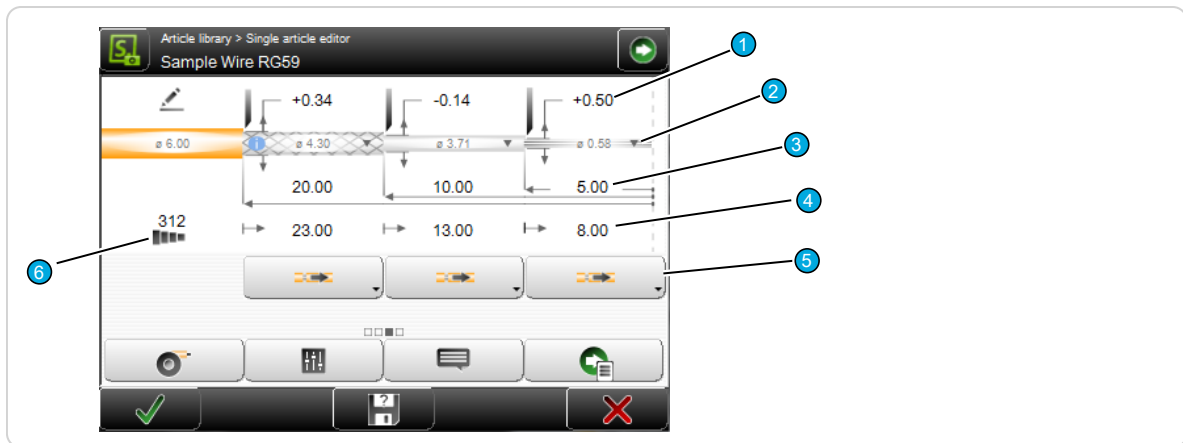 Article library > Single article editor
Sample Wire RG59
+0.34 -0.14 +0.50
ø 6.00 ø 4.30 ø 3.71 ø 0.58
20.00 10.00 5.00
312
23.00 13.00 8.00
1
2
3
4
5
6